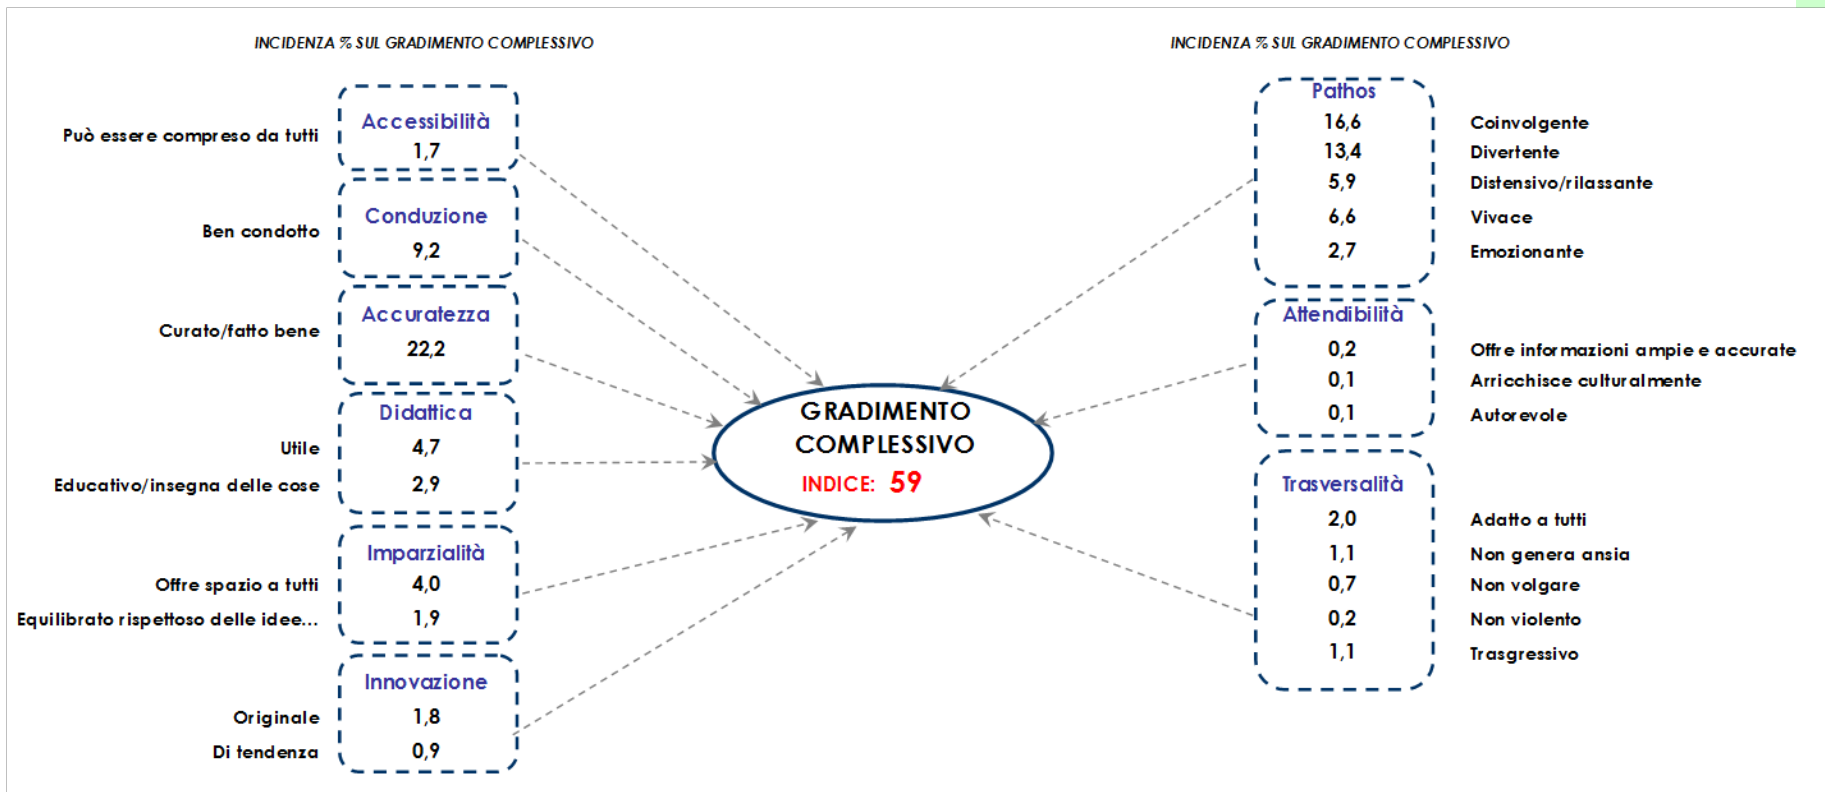 INCIDENZA % SUL GRADIMENTO COMPLESSIVO
Può essere compreso da tutti
Accessibilità
1,7
Ben condotto
Conduzione
9,2
Curato/fatto bene
Accuratezza
22,2
Didattica
Utile
4,7
Educativo/insegna delle cose
2,9
Imparzialità
Offre spazio a tutti
4,0
Equilibrato rispettoso delle idee...
1,9
Innovazione
Originale
1,8
Di tendenza
0,9
GRADIMENTO
COMPLESSIVO
INDICE: 59
INCIDENZA % SUL GRADIMENTO COMPLESSIVO
Pathos
16,6 Coinvolgente
13,4 Divertente
5,9 Distensivo/rilassante
6,6 Vivace
2,7 Emozionante
Attendibilità
0,2 Offre informazioni ampie e accurate
0,1 Arricchisce culturalmente
0,1 Autorevole
Trasversalità
2,0 Adatto a tutti
1,1 Non genera ansia
0,7 Non volgare
0,2 Non violento
1,1 Trasgressivo